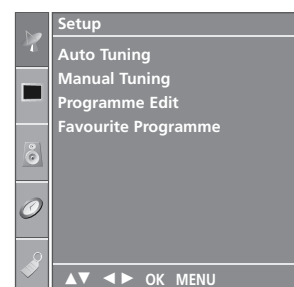 Setup
Auto Tuning
Manual Tuning
Programme Edit
Favourite Programme
▲▼ ◄► OK MENU